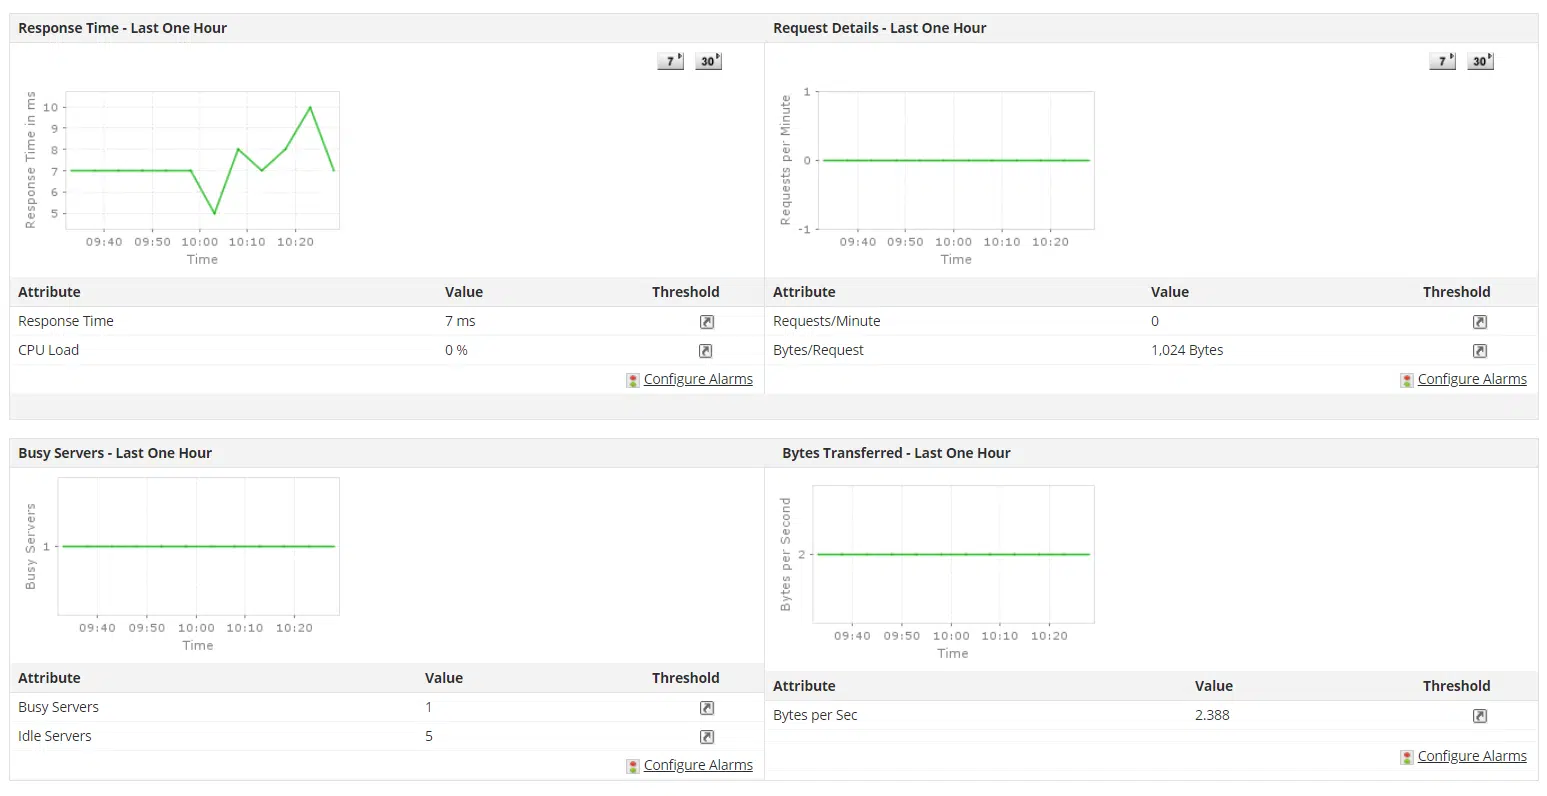 Response Time - Last One Hour
7 30
Response Time in ms
10
9
8
7
6
5
09:40 09:50 10:00 10:10 10:20
Time
Attribute Value Threshold
Response Time 7 ms
CPU Load 0 %
Configure Alarms
Request Details - Last One Hour
7 30
Requests per Minute
1
0
-1
09:40 09:50 10:00 10:10 10:20
Time
Attribute Value Threshold
Requests/Minute 0
Bytes/Request 1,024 Bytes
Configure Alarms
Busy Servers - Last One Hour
Busy Servers
1
09:40 09:50 10:00 10:10 10:20
Time
Attribute Value Threshold
Busy Servers 1
Idle Servers 5
Configure Alarms
Bytes Transferred - Last One Hour
Bytes per Second
2
09:40 09:50 10:00 10:10 10:20
Time
Attribute Value Threshold
Bytes per Sec 2.388
Configure Alarms